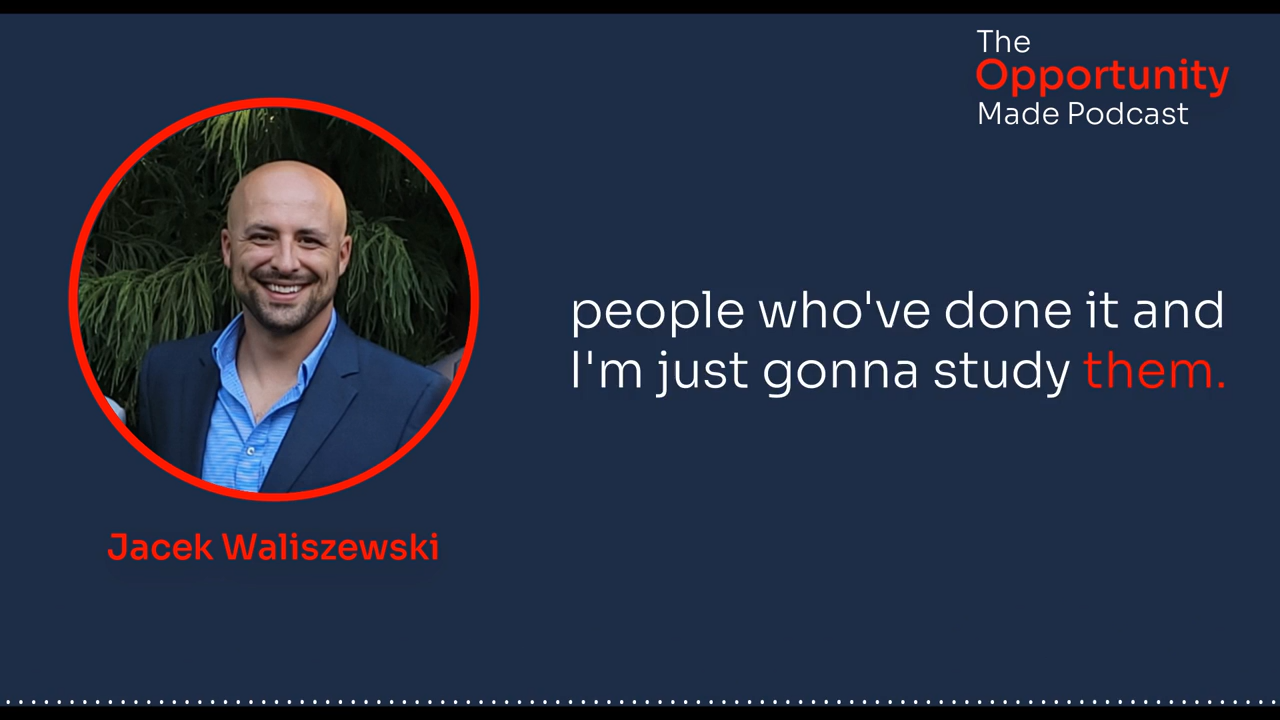 The
Opportunity
Made Podcast
people who've done it and
I'm just gonna study them.
Jacek Waliszewski